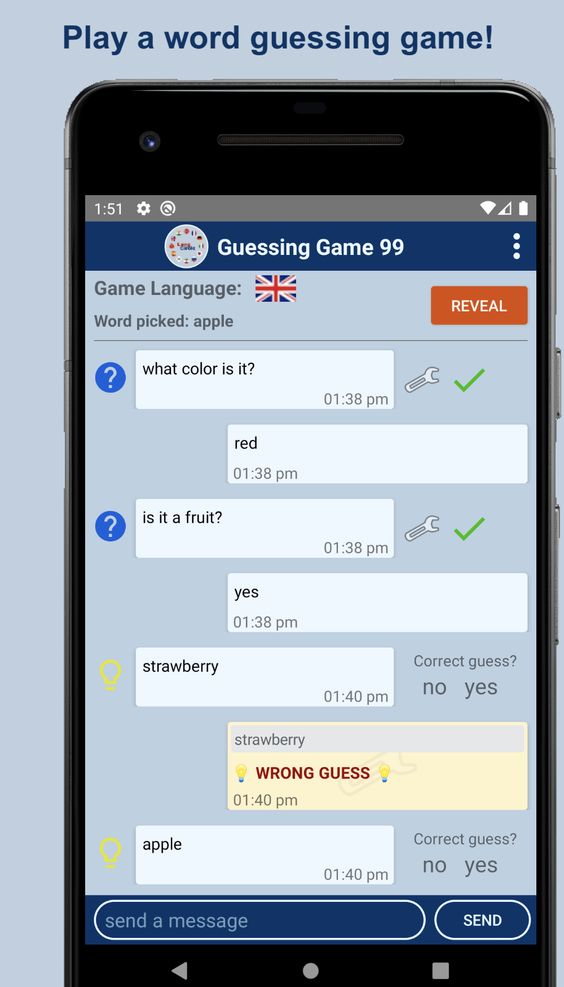 Play a word guessing game!
1:51
Guessing Game 99
Game Language:
REVEAL
Word picked: apple
?
what color is it?
01:38 pm
red
01:38 pm
?
is it a fruit?
01:38 pm
yes
01:38 pm
strawberry
01:40 pm
Correct guess?
no yes
strawberry
WRONG GUESS
01:40 pm
apple
01:40 pm
Correct guess?
no yes
send a message
SEND